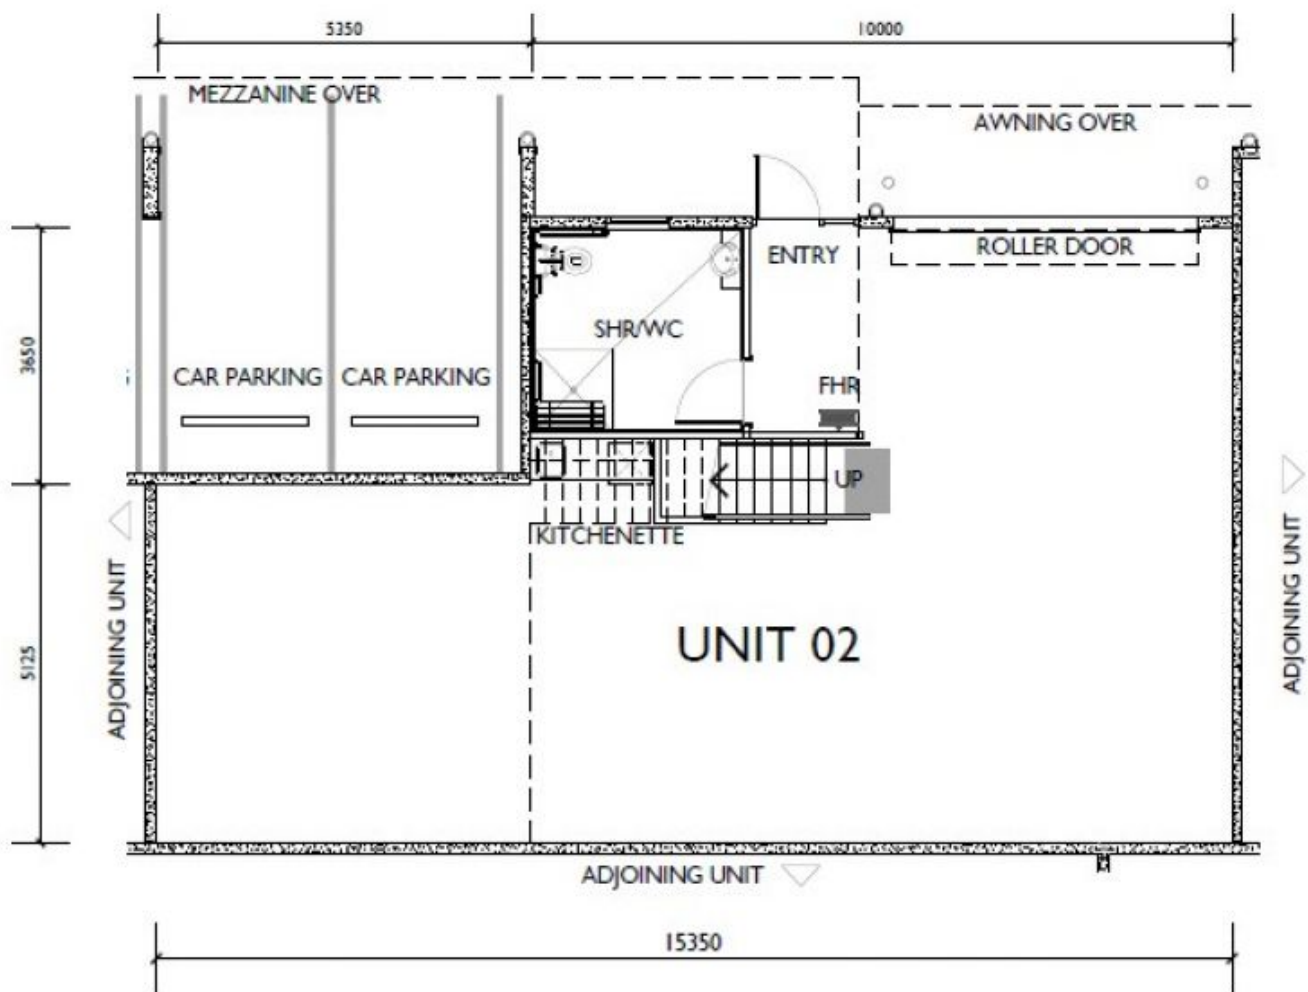 5350
10000
MEZZANINE OVER
AWNING OVER
ENTRY
ROLLER DOOR
SHR/WC
3650
CAR PARKING
CAR PARKING
FHR
UP
KITCHENETTE
ADJOINING UNIT
UNIT 02
ADJOINING UNIT
5125
ADJOINING UNIT
15350